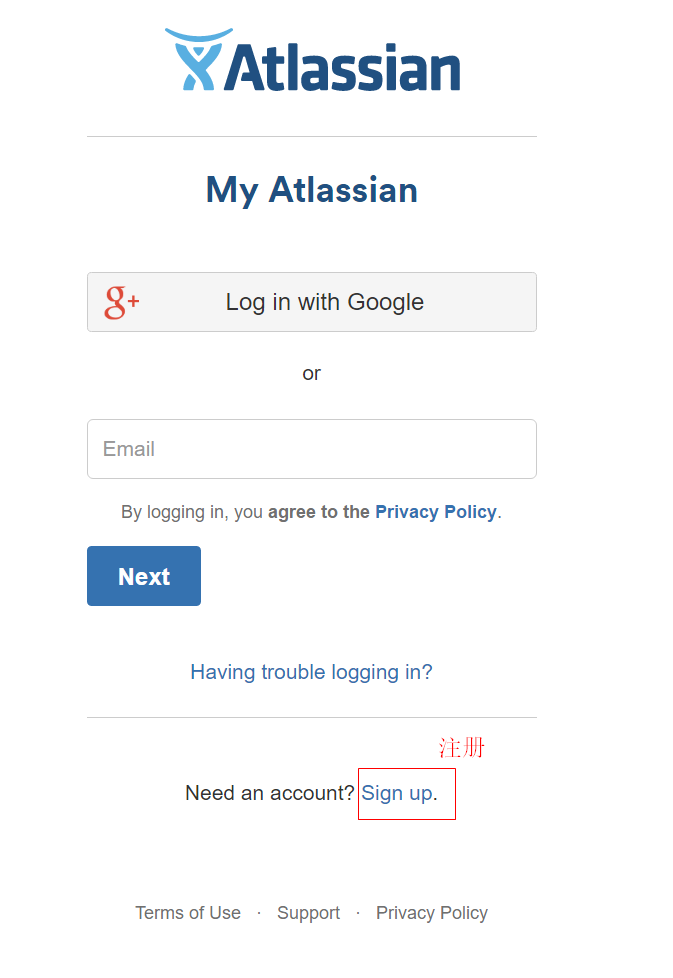 Atlassian
My Atlassian
g+ Log in with Google
or
Email
By logging in, you agree to the Privacy Policy.
Next
Having trouble logging in?
注册
Need an account? Sign up.
Terms of Use · Support · Privacy Policy